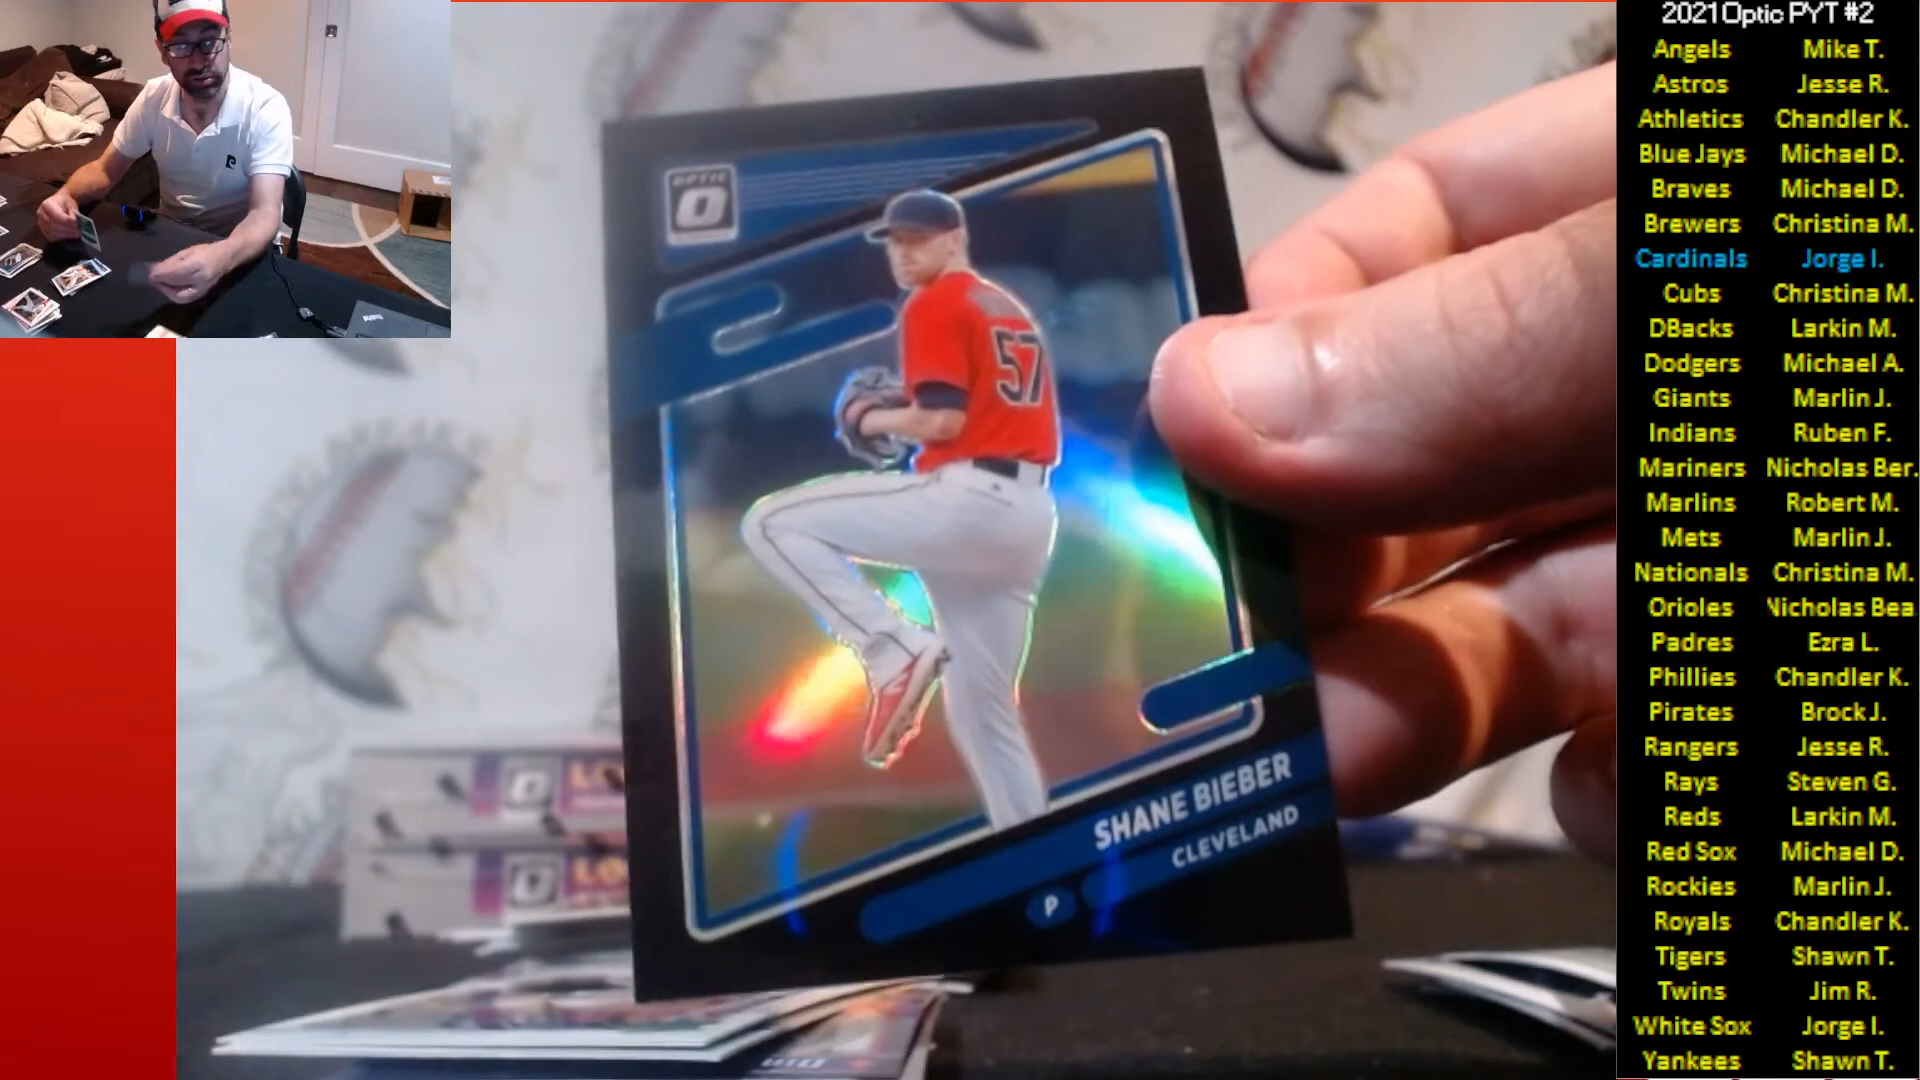 2021 Optic PYT #2
Angels Mike T.
Astros Jesse R.
Athletics Chandler K.
Blue Jays Michael D.
Braves Michael D.
Brewers Christina M.
Cardinals Jorge I.
Cubs Christina M.
DBacks Larkin M.
Dodgers Michael A.
Giants Marlin J.
Indians Ruben F.
Mariners Nicholas Ber.
Marlins Robert M.
Mets Marlin J.
Nationals Christina M.
Orioles Nicholas Bea
Padres Ezra L.
Phillies Chandler K.
Pirates Brock J.
Rangers Jesse R.
Rays Steven G.
Reds Larkin M.
Red Sox Michael D.
Rockies Marlin J.
Royals Chandler K.
Tigers Shawn T.
Twins Jim R.
White Sox Jorge I.
Yankees Shawn T.
OPTIC
O
57
SHANE BIEBER
CLEVELAND
P